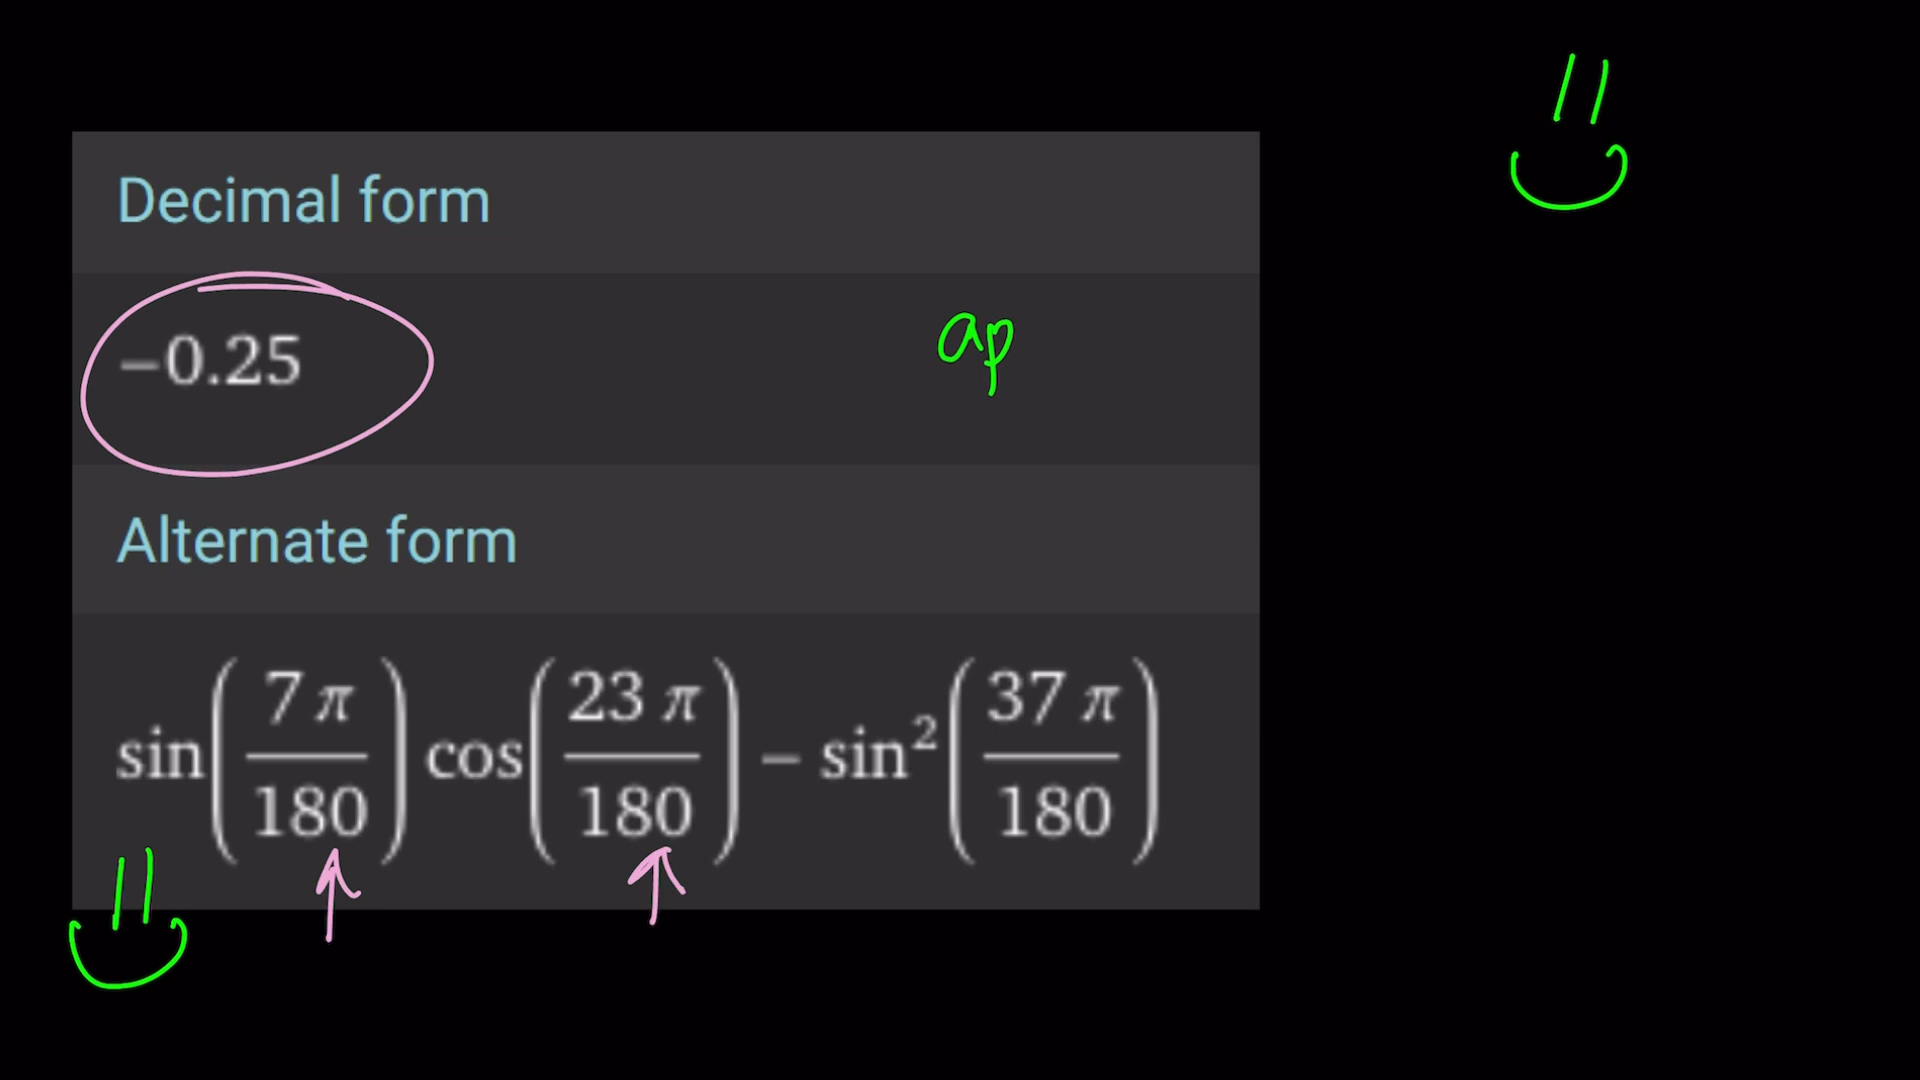 Decimal form
−0.25
ap
Alternate form
sin(7π/180) cos(23π/180) − sin²(37π/180)